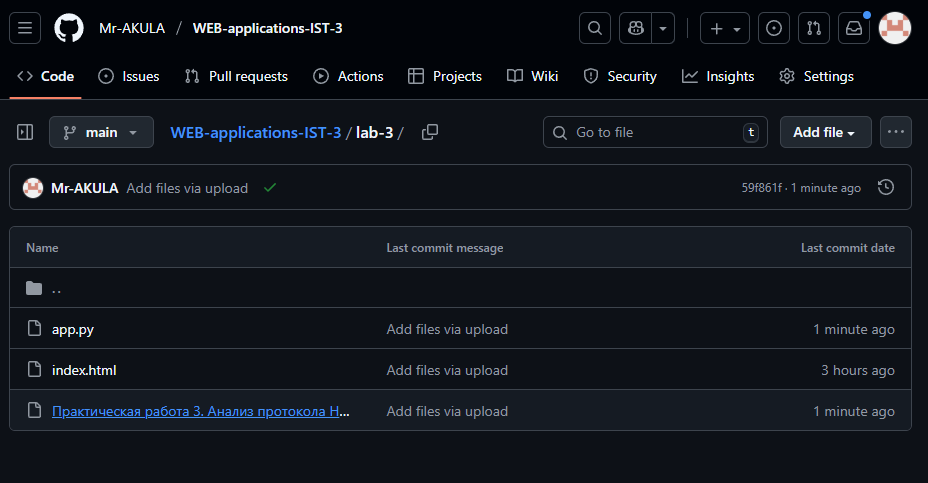 Mr-AKULA / WEB-applications-IST-3
Code Issues Pull requests Actions Projects Wiki Security Insights Settings
main WEB-applications-IST-3 / lab-3 / Go to file t Add file
Mr-AKULA Add files via upload 59f861f · 1 minute ago
Name Last commit message Last commit date
..
app.py Add files via upload 1 minute ago
index.html Add files via upload 3 hours ago
Практическая работа 3. Анализ протокола H... Add files via upload 1 minute ago